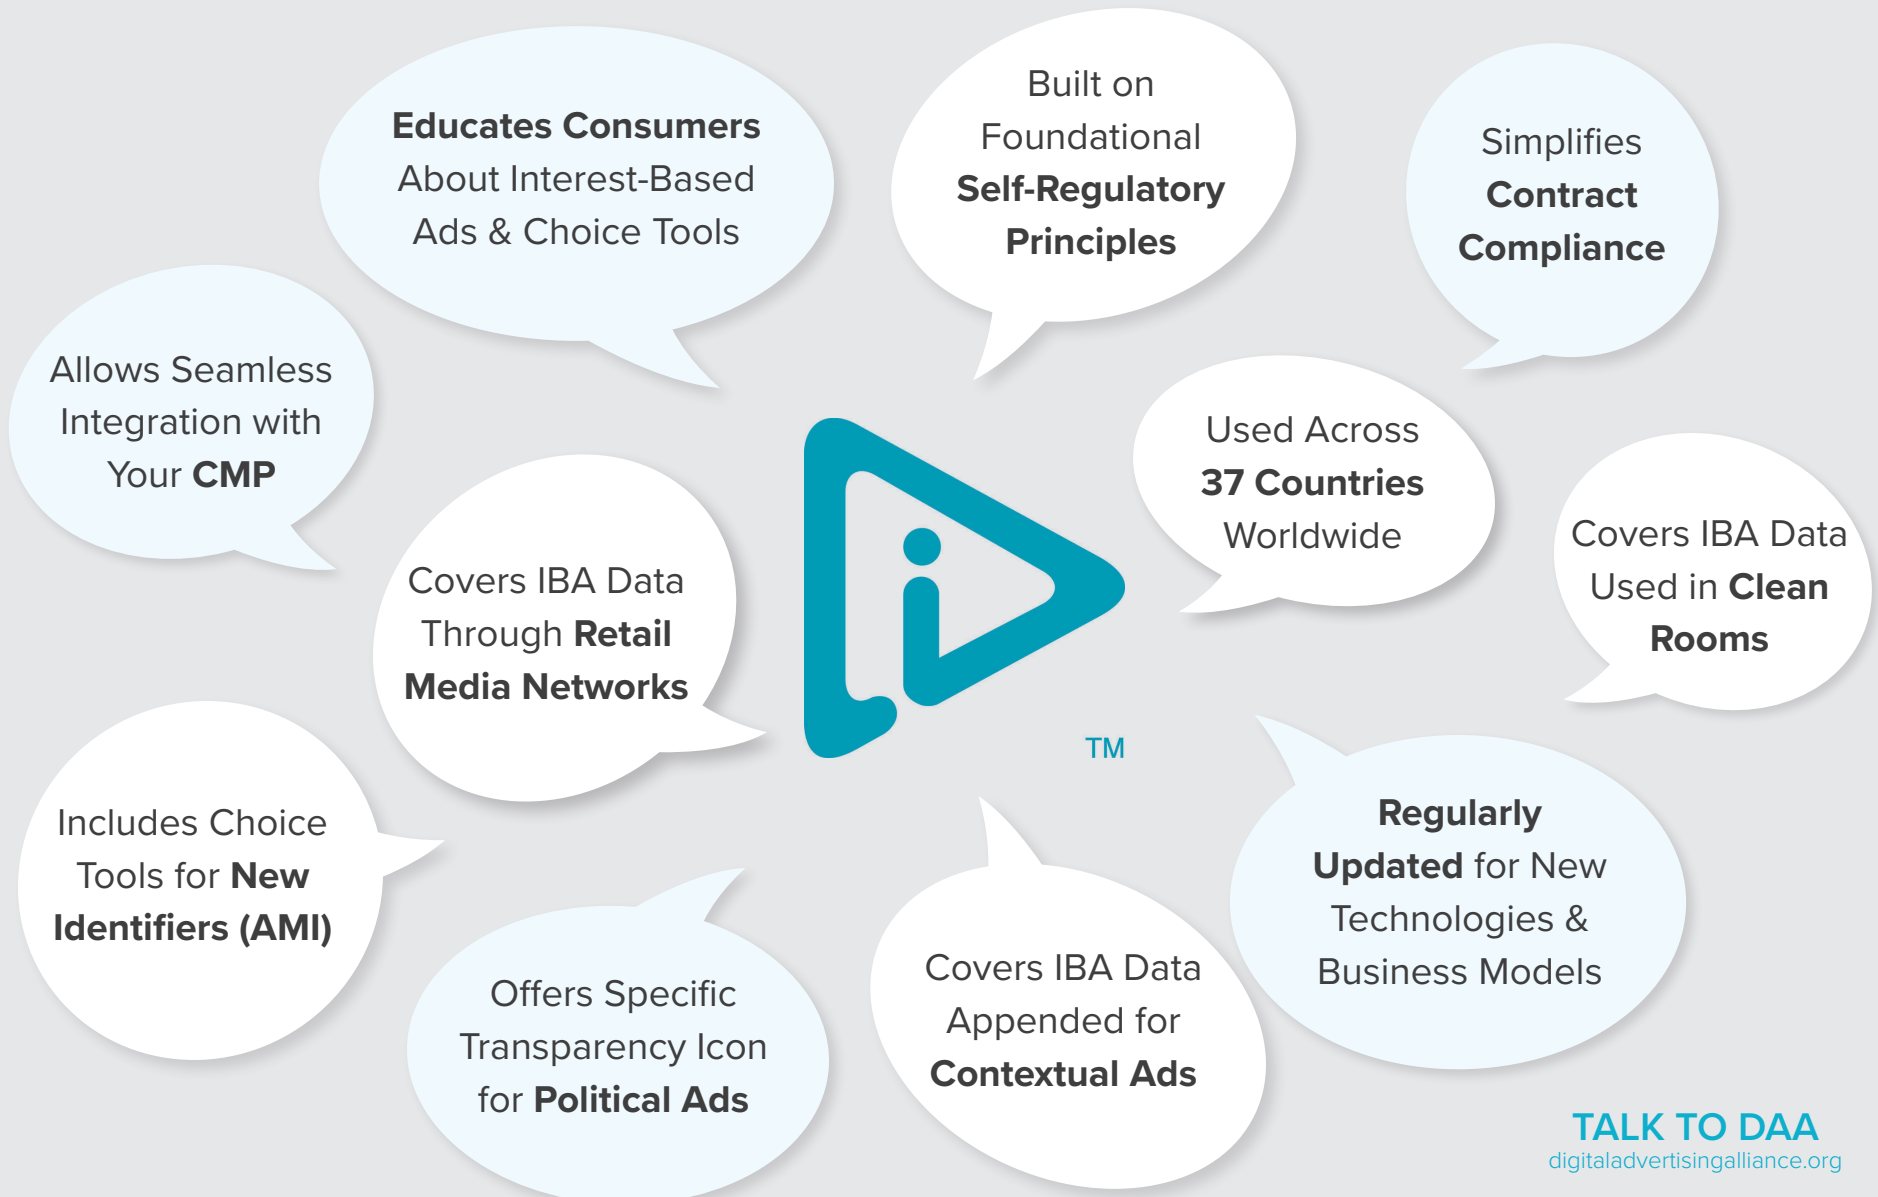 Educates Consumers
About Interest-Based
Ads & Choice Tools
Built on
Foundational
Self-Regulatory
Principles
Simplifies
Contract
Compliance
Allows Seamless
Integration with
Your CMP
Used Across
37 Countries
Worldwide
Covers IBA Data
Used in Clean
Rooms
Covers IBA Data
Through Retail
Media Networks
i
TM
Includes Choice
Tools for New
Identifiers (AMI)
Regularly
Updated for New
Technologies &
Business Models
Offers Specific
Transparency Icon
for Political Ads
Covers IBA Data
Appended for
Contextual Ads
TALK TO DAA
digitaladvertisingalliance.org